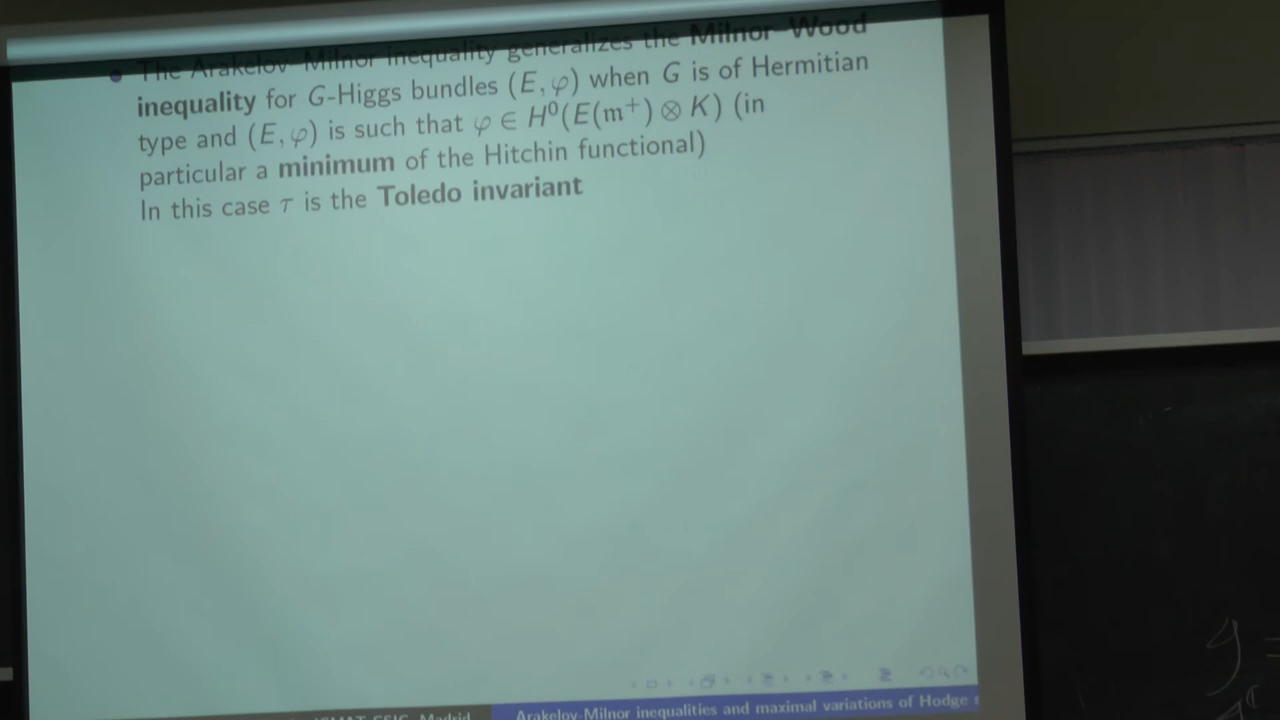 The Arakelov–Milnor inequality generalizes the Milnor–Wood
inequality for G-Higgs bundles (E, φ) when G is of Hermitian
type and (E, φ) is such that φ ∈ H⁰(E(𝔪⁺) ⊗ K) (in
particular a minimum of the Hitchin functional)
In this case τ is the Toledo invariant
Madrid
Arakelov-Milnor inequalities and maximal variations of Hodge